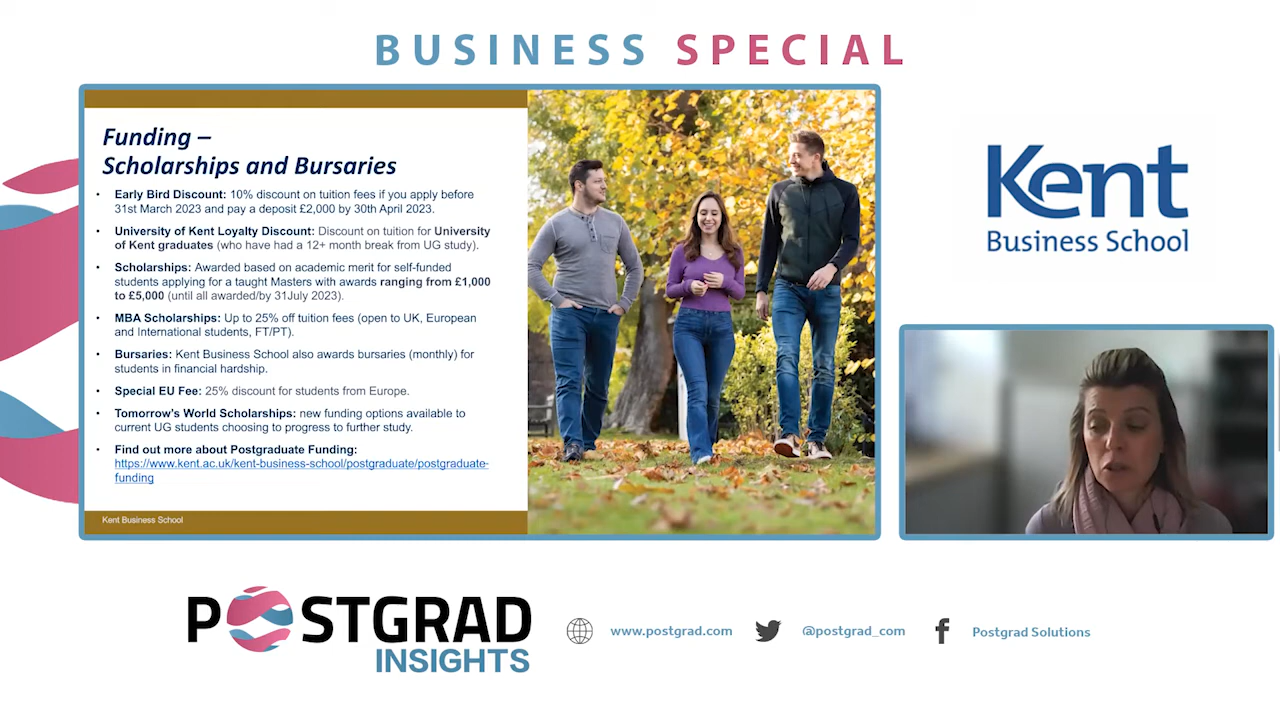 BUSINESS SPECIAL
Funding –
Scholarships and Bursaries
• Early Bird Discount: 10% discount on tuition fees if you apply before
31st March 2023 and pay a deposit £2,000 by 30th April 2023.
• University of Kent Loyalty Discount: Discount on tuition for University
of Kent graduates (who have had a 12+ month break from UG study).
• Scholarships: Awarded based on academic merit for self-funded
students applying for a taught Masters with awards ranging from £1,000
to £5,000 (until all awarded/by 31July 2023).
• MBA Scholarships: Up to 25% off tuition fees (open to UK, European
and International students, FT/PT).
• Bursaries: Kent Business School also awards bursaries (monthly) for
students in financial hardship.
• Special EU Fee: 25% discount for students from Europe.
• Tomorrow's World Scholarships: new funding options available to
current UG students choosing to progress to further study.
• Find out more about Postgraduate Funding:
https://www.kent.ac.uk/kent-business-school/postgraduate/postgraduate-
funding
Kent Business School
Kent
Business School
POSTGRAD
INSIGHTS
www.postgrad.com
@postgrad_com
Postgrad Solutions